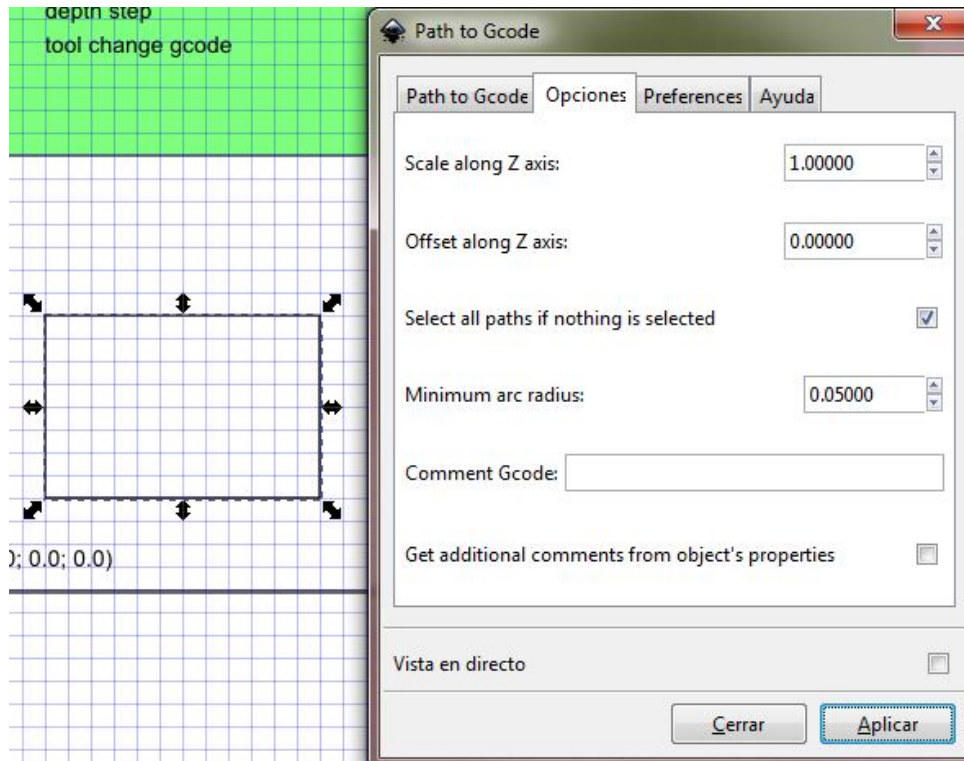 depth step
tool change gcode
0; 0.0; 0.0)
Path to Gcode
Path to Gcode Opciones Preferences Ayuda
Scale along Z axis: 1.00000
Offset along Z axis: 0.00000
Select all paths if nothing is selected
Minimum arc radius: 0.05000
Comment Gcode:
Get additional comments from object's properties
Vista en directo
Cerrar Aplicar